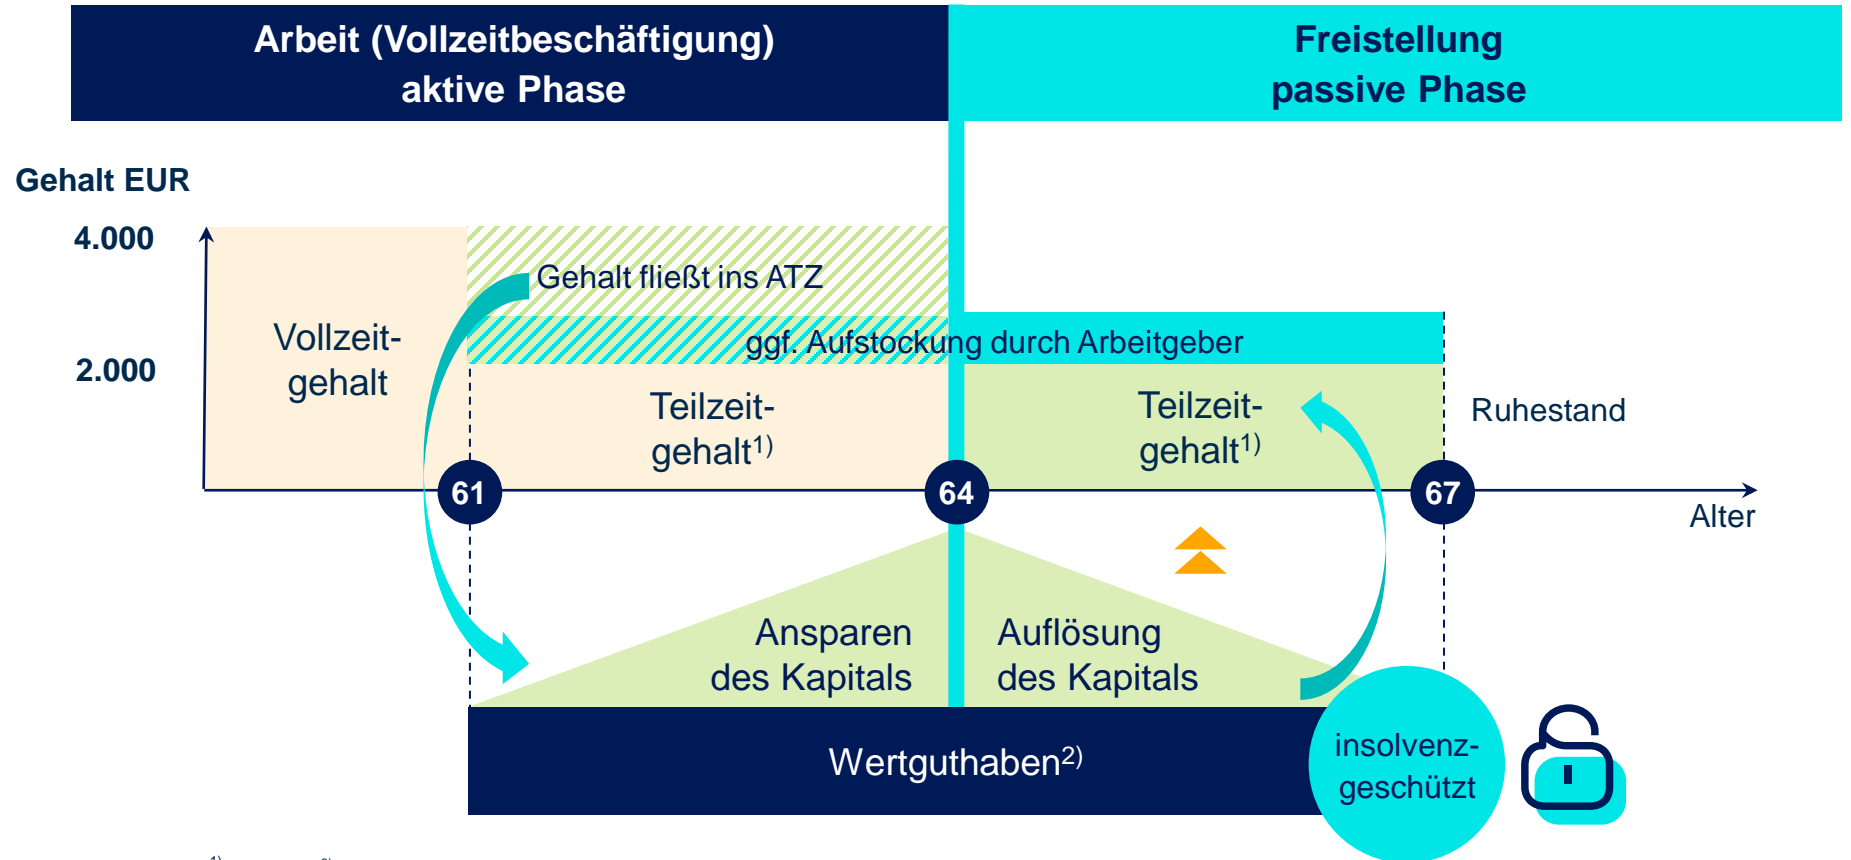 Arbeit (Vollzeitbeschäftigung)
aktive Phase
Freistellung
passive Phase
Gehalt EUR
4.000
2.000
Vollzeit-
gehalt
Gehalt fließt ins ATZ
ggf. Aufstockung durch Arbeitgeber
Teilzeit-
gehalt1)
Teilzeit-
gehalt1)
Ruhestand
61
64
67
Alter
Ansparen
des Kapitals
Auflösung
des Kapitals
Wertguthaben2)
insolvenz-
geschützt
1)